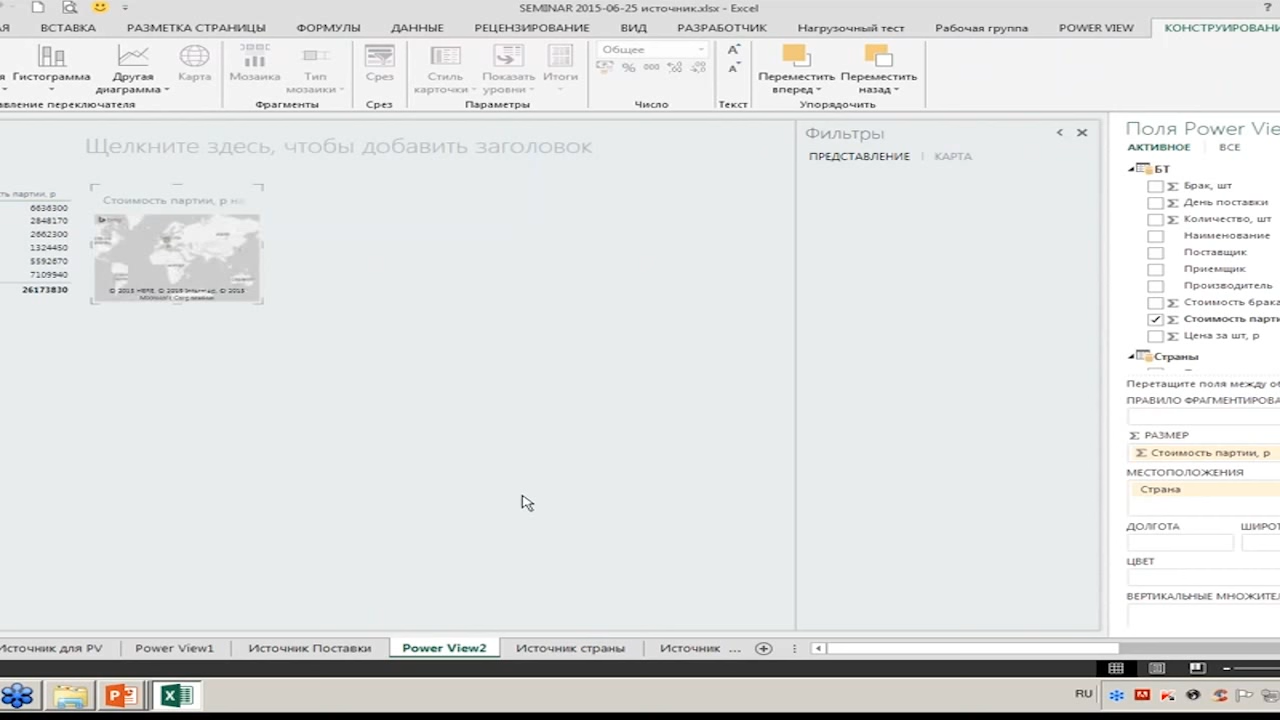 SEMINAR 2015-06-25 источник.xlsx - Excel
?
ВСТАВКА
РАЗМЕТКА СТРАНИЦЫ
ФОРМУЛЫ
ДАННЫЕ
РЕЦЕНЗИРОВАНИЕ
ВИД
РАЗРАБОТЧИК
Нагрузочный тест
Рабочая группа
POWER VIEW
КОНСТРУИРОВАНИ
Гистограмма
Другая
диаграмма
Карта
Мозаика
Тип
мозаики
Срез
Стиль
карточки
Показать
уровни
Итоги
Общее
Переместить
вперед
Переместить
назад
вление переключателя
Фрагменты
Срез
Параметры
Число
Текст
Упорядочить
Щелкните здесь, чтобы добавить заголовок
ть партии, р
6636300
2848170
2662300
1324450
5592670
7109940
26173830
Стоимость партии, р на
Фильтры
ПРЕДСТАВЛЕНИЕ | КАРТА
Поля Power Vie
АКТИВНОЕ | ВСЕ
БТ
Σ Брак, шт
Σ День поставки
Σ Количество, шт
Наименование
Поставщик
Приемщик
Производитель
Σ Стоимость брака
Σ Стоимость парти
Σ Цена за шт, р
Страны
Перетащите поля между об
ПРАВИЛО ФРАГМЕНТИРОВА
Σ РАЗМЕР
Σ Стоимость партии, р
МЕСТОПОЛОЖЕНИЯ
Страна
ДОЛГОТА
ШИРОТ
ЦВЕТ
ВЕРТИКАЛЬНЫЕ МНОЖИТЕЛ
Источник для PV
Power View1
Источник Поставки
Power View2
Источник страны
Источник ...
RU